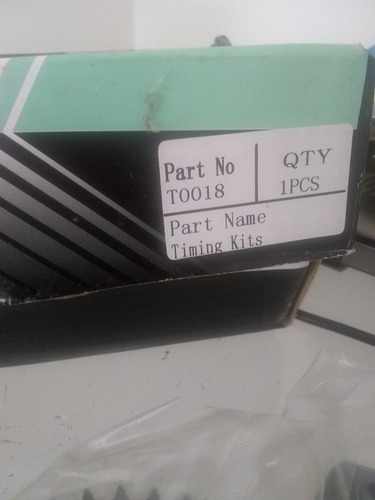 Part No
T0018
QTY
1PCS
Part Name
Timing Kits